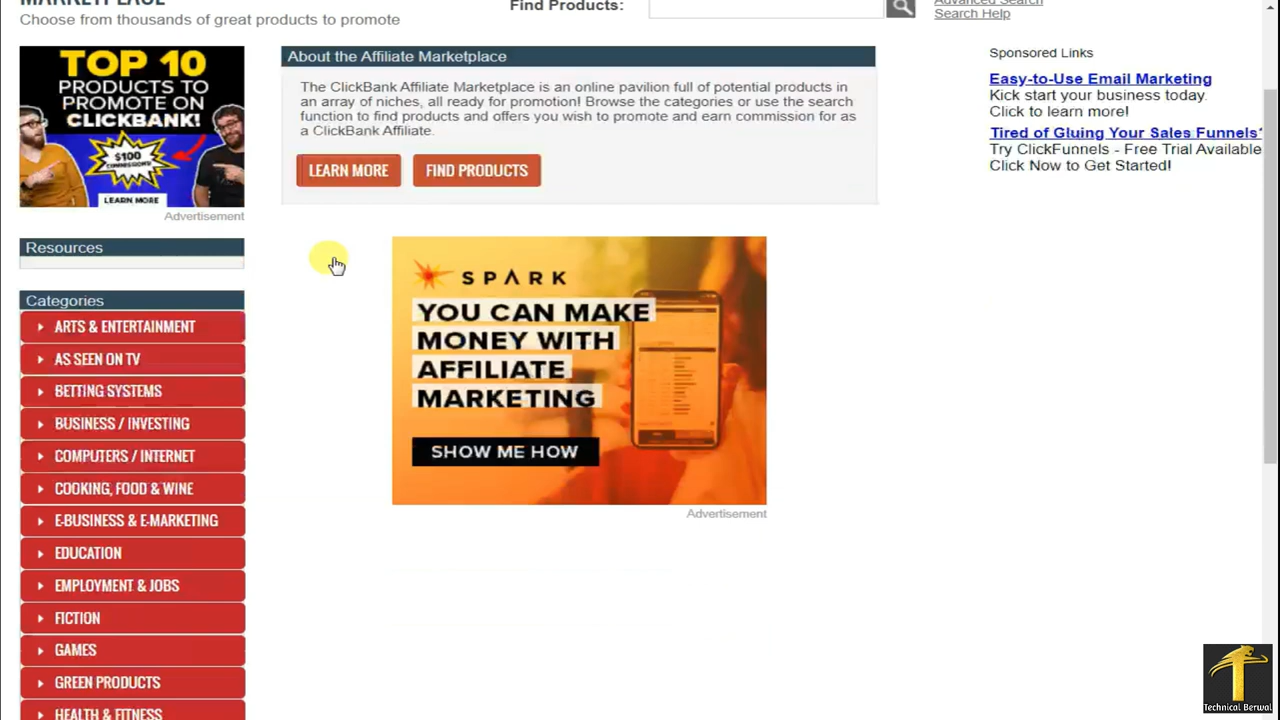 MARKETPLACE
Choose from thousands of great products to promote
Find Products:
Advanced Search
Search Help
TOP 10
PRODUCTS TO
PROMOTE ON
CLICKBANK!
$100
COMMISSIONS!
LEARN MORE
Advertisement
Resources
Categories
ARTS & ENTERTAINMENT
AS SEEN ON TV
BETTING SYSTEMS
BUSINESS / INVESTING
COMPUTERS / INTERNET
COOKING, FOOD & WINE
E-BUSINESS & E-MARKETING
EDUCATION
EMPLOYMENT & JOBS
FICTION
GAMES
GREEN PRODUCTS
HEALTH & FITNESS
About the Affiliate Marketplace
The ClickBank Affiliate Marketplace is an online pavilion full of potential products in
an array of niches, all ready for promotion! Browse the categories or use the search
function to find products and offers you wish to promote and earn commission for as
a ClickBank Affiliate.
LEARN MORE
FIND PRODUCTS
SPARK
YOU CAN MAKE
MONEY WITH
AFFILIATE
MARKETING
SHOW ME HOW
Advertisement
Sponsored Links
Easy-to-Use Email Marketing
Kick start your business today.
Click to learn more!
Tired of Gluing Your Sales Funnels
Try ClickFunnels - Free Trial Available
Click Now to Get Started!
Technical Berwal